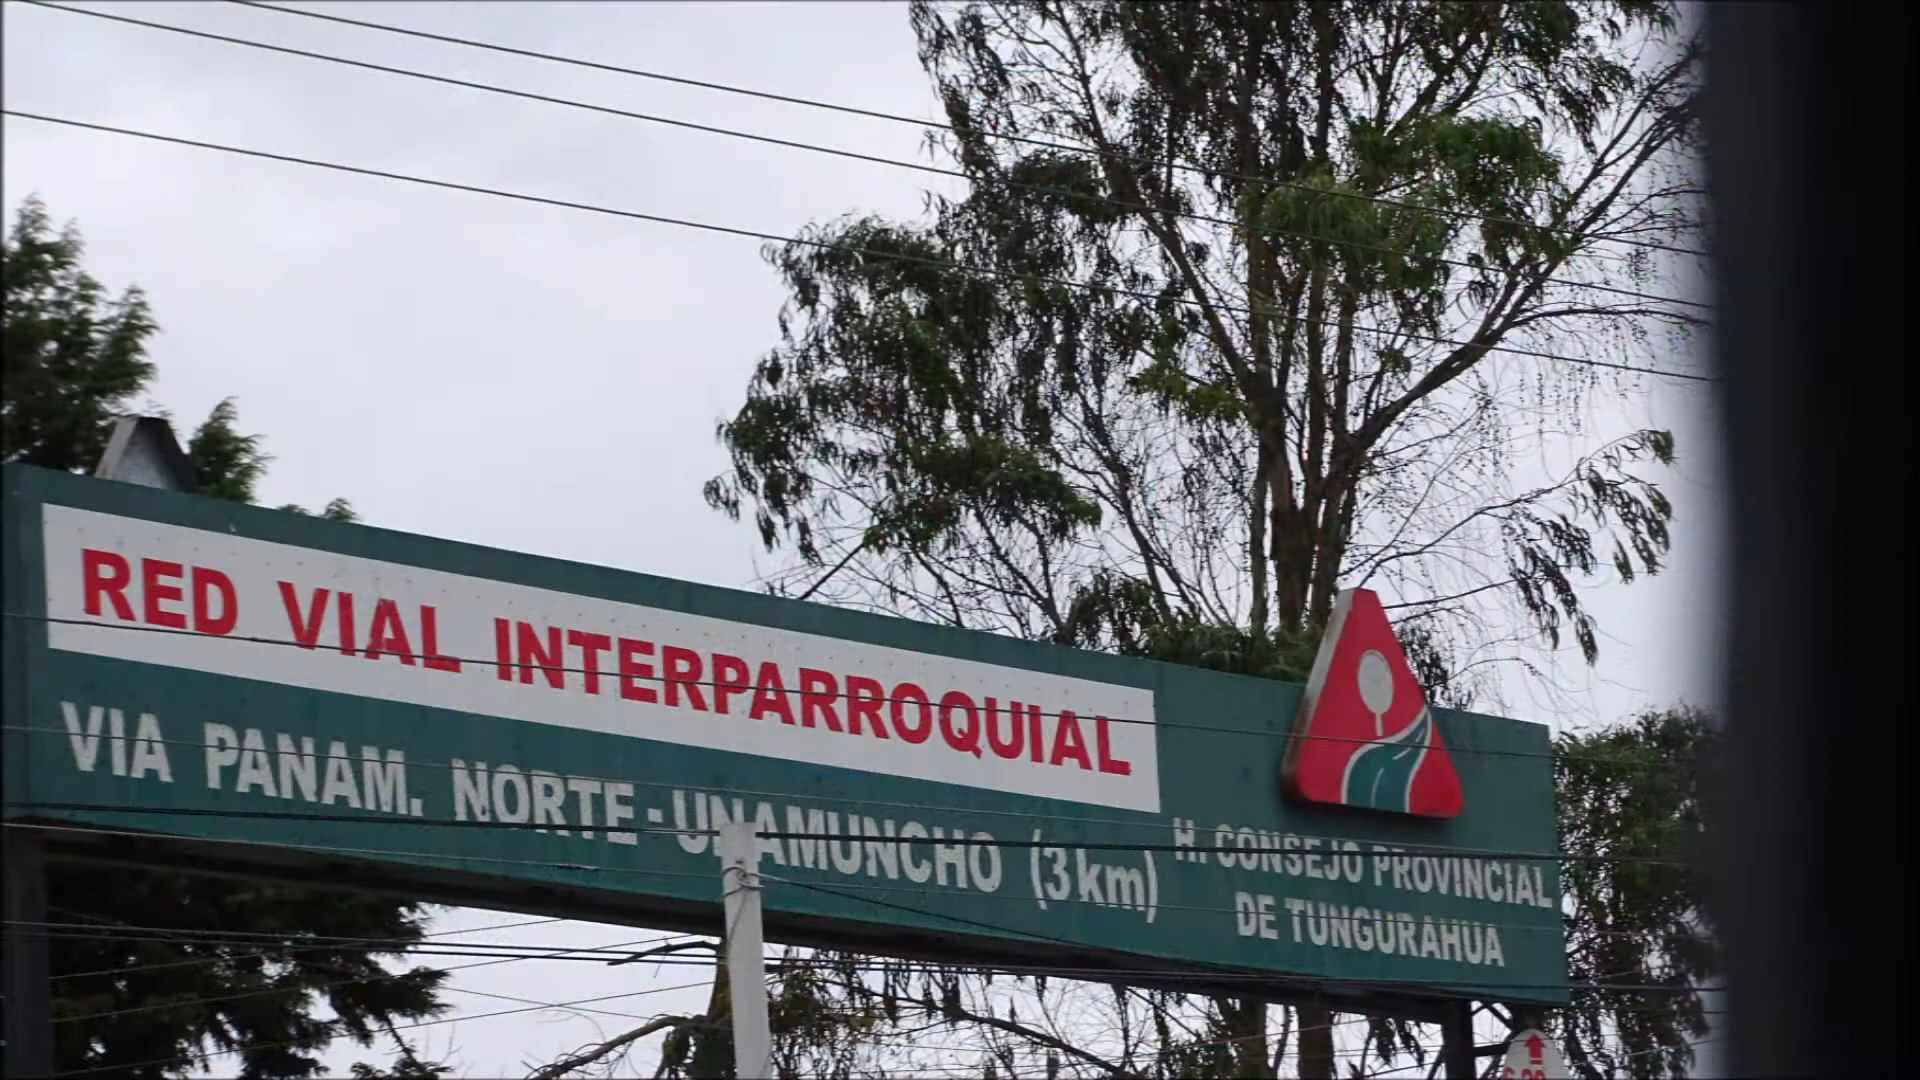 RED VIAL INTERPARROQUIAL
VIA PANAM. NORTE - UNAMUNCHO (3km)
H. CONSEJO PROVINCIAL
DE TUNGURAHUA